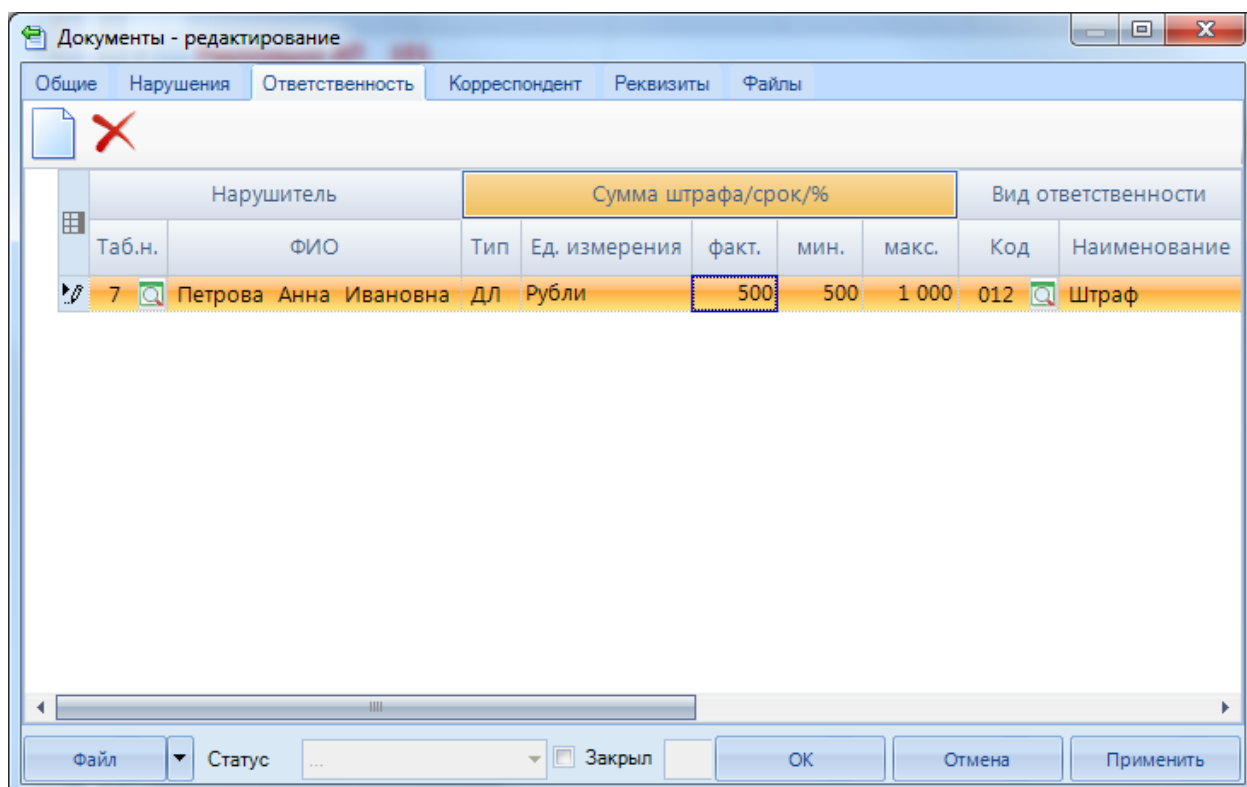 Документы - редактирование
Общие Нарушения Ответственность Корреспондент Реквизиты Файлы
Нарушитель Сумма штрафа/срок/% Вид ответственности
Таб.н. ФИО Тип Ед. измерения факт. мин. макс. Код Наименование
7 Петрова Анна Ивановна ДЛ Рубли 500 500 1 000 012 Штраф
Файл Статус ... Закрыл ОК Отмена Применить